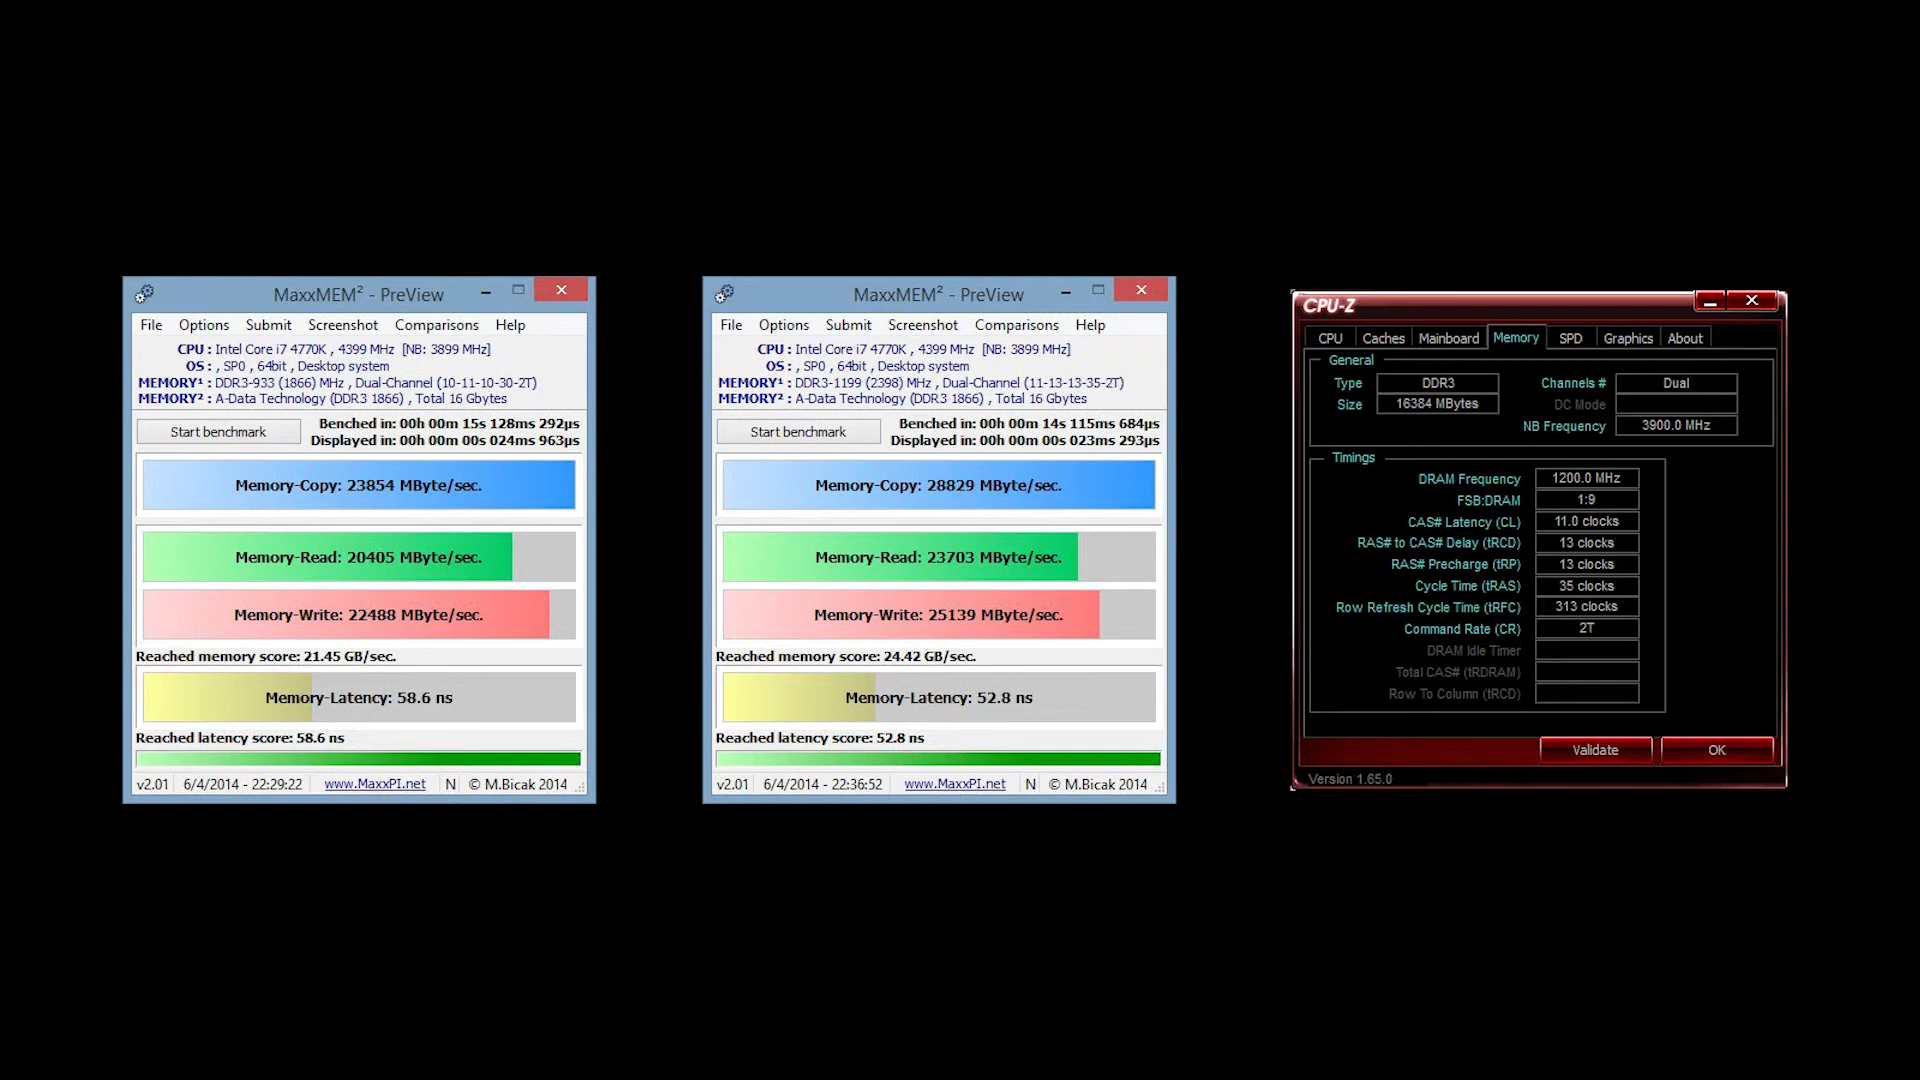 MaxxMEM² - PreView
File Options Submit Screenshot Comparisons Help
CPU : Intel Core i7 4770K , 4399 MHz [NB: 3899 MHz]
OS : , SP0 , 64bit , Desktop system
MEMORY¹ : DDR3-933 (1866) MHz , Dual-Channel (10-11-10-30-2T)
MEMORY² : A-Data Technology (DDR3 1866) , Total 16 Gbytes
Start benchmark
Benched in: 00h 00m 15s 128ms 292µs
Displayed in: 00h 00m 00s 024ms 963µs
Memory-Copy: 23854 MByte/sec.
Memory-Read: 20405 MByte/sec.
Memory-Write: 22488 MByte/sec.
Reached memory score: 21.45 GB/sec.
Memory-Latency: 58.6 ns
Reached latency score: 58.6 ns
v2.01 6/4/2014 - 22:29:22 www.MaxxPI.net N © M.Bicak 2014
MaxxMEM² - PreView
File Options Submit Screenshot Comparisons Help
CPU : Intel Core i7 4770K , 4399 MHz [NB: 3899 MHz]
OS : , SP0 , 64bit , Desktop system
MEMORY¹ : DDR3-1199 (2398) MHz , Dual-Channel (11-13-13-35-2T)
MEMORY² : A-Data Technology (DDR3 1866) , Total 16 Gbytes
Start benchmark
Benched in: 00h 00m 14s 115ms 684µs
Displayed in: 00h 00m 00s 023ms 293µs
Memory-Copy: 28829 MByte/sec.
Memory-Read: 23703 MByte/sec.
Memory-Write: 25139 MByte/sec.
Reached memory score: 24.42 GB/sec.
Memory-Latency: 52.8 ns
Reached latency score: 52.8 ns
v2.01 6/4/2014 - 22:36:52 www.MaxxPI.net N © M.Bicak 2014
CPU-Z
CPU Caches Mainboard Memory SPD Graphics About
General
Type DDR3 Channels # Dual
Size 16384 MBytes DC Mode
NB Frequency 3900.0 MHz
Timings
DRAM Frequency 1200.0 MHz
FSB:DRAM 1:9
CAS# Latency (CL) 11.0 clocks
RAS# to CAS# Delay (tRCD) 13 clocks
RAS# Precharge (tRP) 13 clocks
Cycle Time (tRAS) 35 clocks
Row Refresh Cycle Time (tRFC) 313 clocks
Command Rate (CR) 2T
DRAM Idle Timer
Total CAS# (tRDRAM)
Row To Column (tRCD)
Validate OK
Version 1.65.0